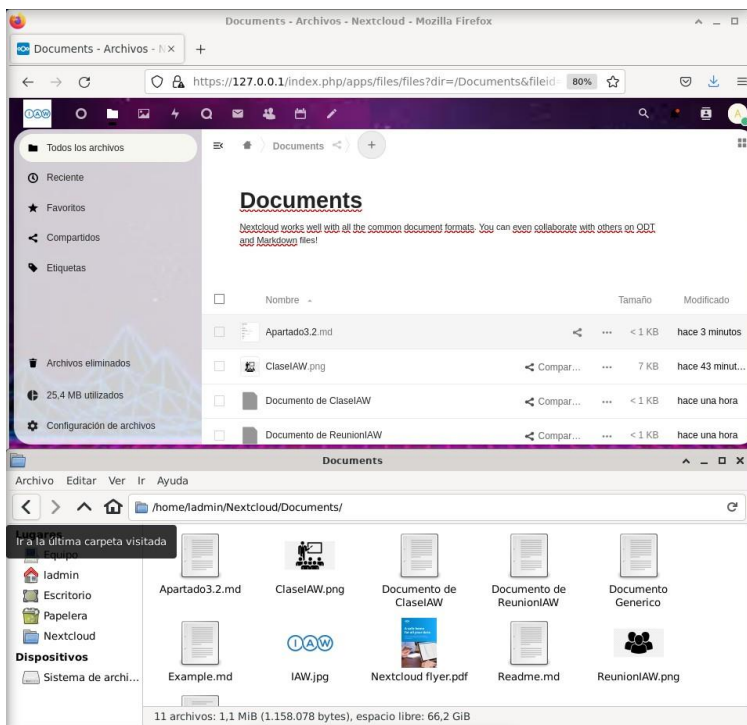 Documents - Archivos - Nextcloud - Mozilla Firefox
Documents - Archivos - N
https://127.0.0.1/index.php/apps/files/files?dir=/Documents&fileid
80%
IAW
A
Todos los archivos
Documents
Reciente
Favoritos
Documents
Nextcloud works well with all the common document formats. You can even collaborate with others on ODT
and Markdown files!
Compartidos
Etiquetas
Nombre Tamaño Modificado
Apartado3.2.md < 1 KB hace 3 minutos
Archivos eliminados
ClaseIAW.png Compar... 7 KB hace 43 minut...
25,4 MB utilizados
Documento de ClaseIAW Compar... < 1 KB hace una hora
Configuración de archivos
Documento de ReunionIAW Compar... < 1 KB hace una hora
Documents
Archivo Editar Ver Ir Ayuda
/home/ladmin/Nextcloud/Documents/
Lugares
Ir a la última carpeta visitada
Equipo
ladmin
Escritorio
Papelera
Nextcloud
Dispositivos
Sistema de archi...
Apartado3.2.md ClaseIAW.png Documento de Documento de Documento
ClaseIAW ReunionIAW Generico
IAW
Example.md IAW.jpg Nextcloud flyer.pdf Readme.md ReunionIAW.png
11 archivos: 1,1 MiB (1.158.078 bytes), espacio libre: 66,2 GiB